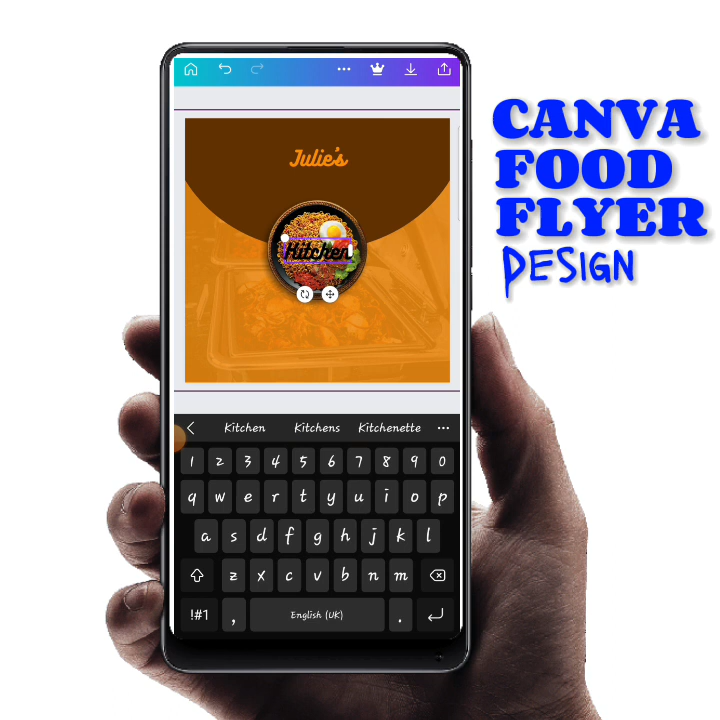 CANVA
FOOD
FLYER
DESIGN
Julie's
Kitchen
Kitchen Kitchens Kitchenette
1 2 3 4 5 6 7 8 9 0
q w e r t y u i o p
a s d f g h j k l
z x c v b n m
!#1 , English (UK) .